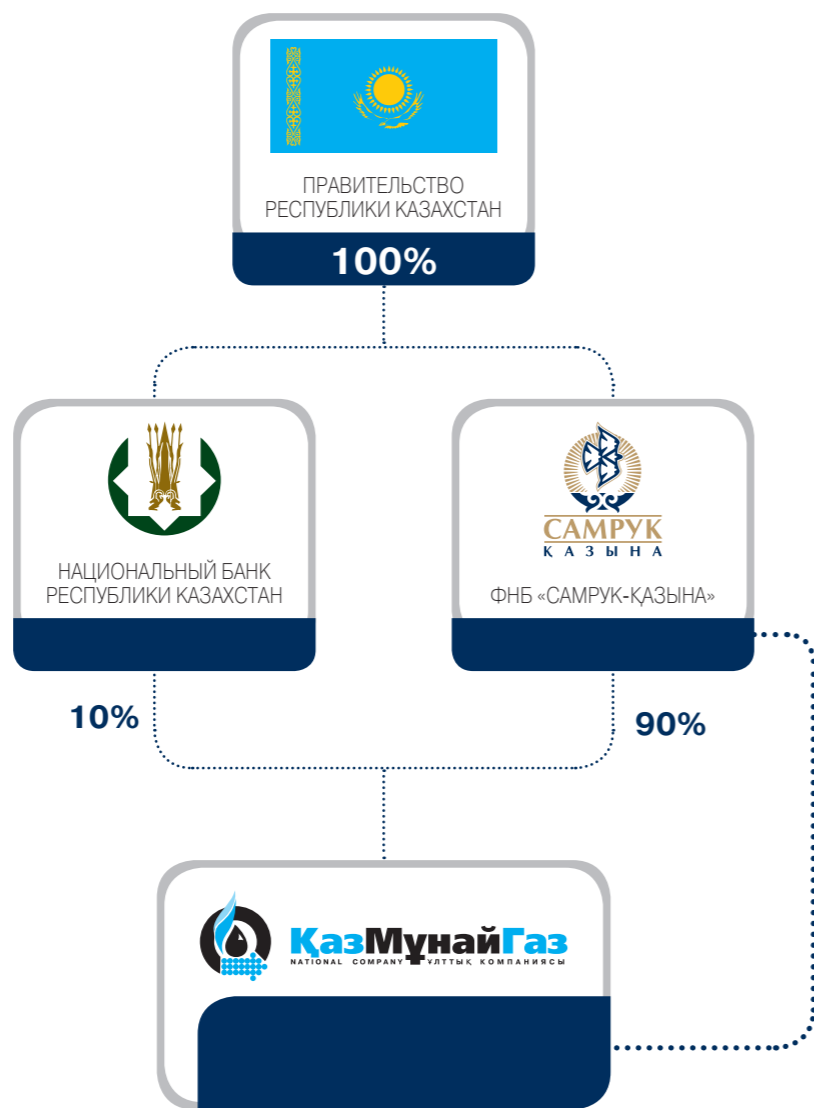 ПРАВИТЕЛЬСТВО
РЕСПУБЛИКИ КАЗАХСТАН
100%
НАЦИОНАЛЬНЫЙ БАНК
РЕСПУБЛИКИ КАЗАХСТАН
САМРУК
ҚАЗЫНА
ФНБ «САМРУК-ҚАЗЫНА»
10%
90%
ҚазМұнайГаз
NATIONAL COMPANY ҰЛТТЫҚ КОМПАНИЯСЫ